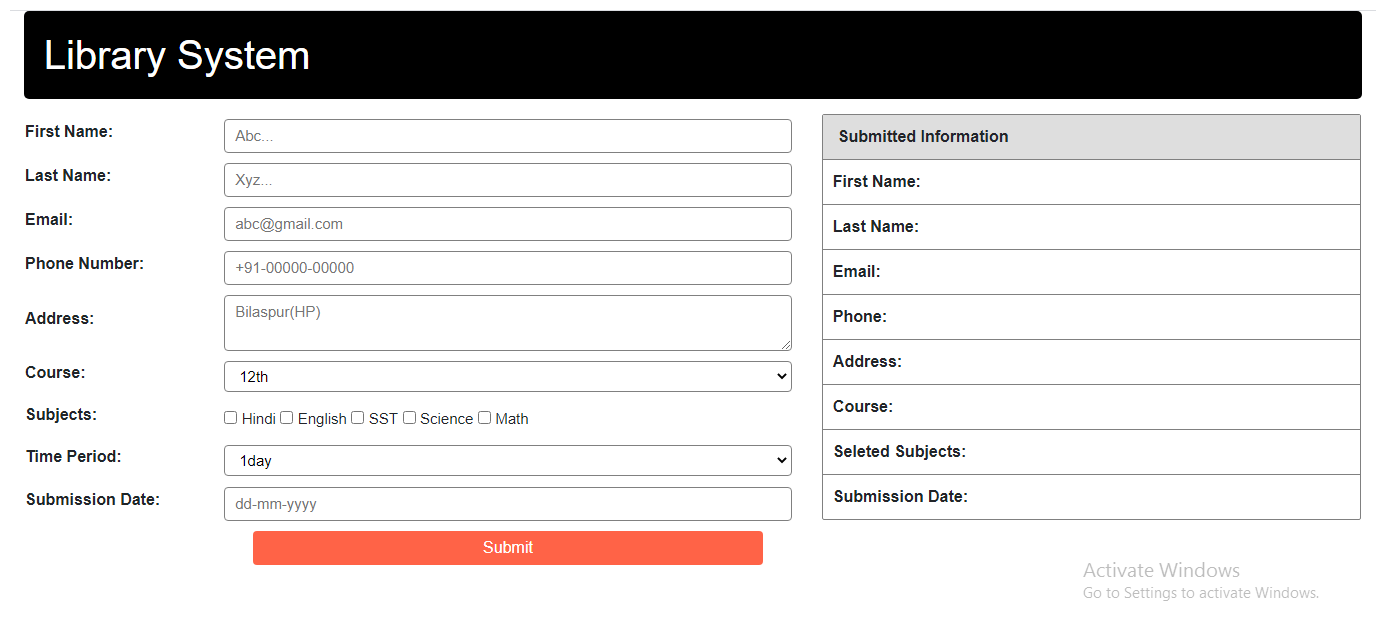 Library System
First Name:
Abc...
Last Name:
Xyz...
Email:
abc@gmail.com
Phone Number:
+91-00000-00000
Address:
Bilaspur(HP)
Course:
12th
Subjects:
Hindi English SST Science Math
Time Period:
1day
Submission Date:
dd-mm-yyyy
Submit
Submitted Information
First Name:
Last Name:
Email:
Phone:
Address:
Course:
Seleted Subjects:
Submission Date:
Activate Windows
Go to Settings to activate Windows.